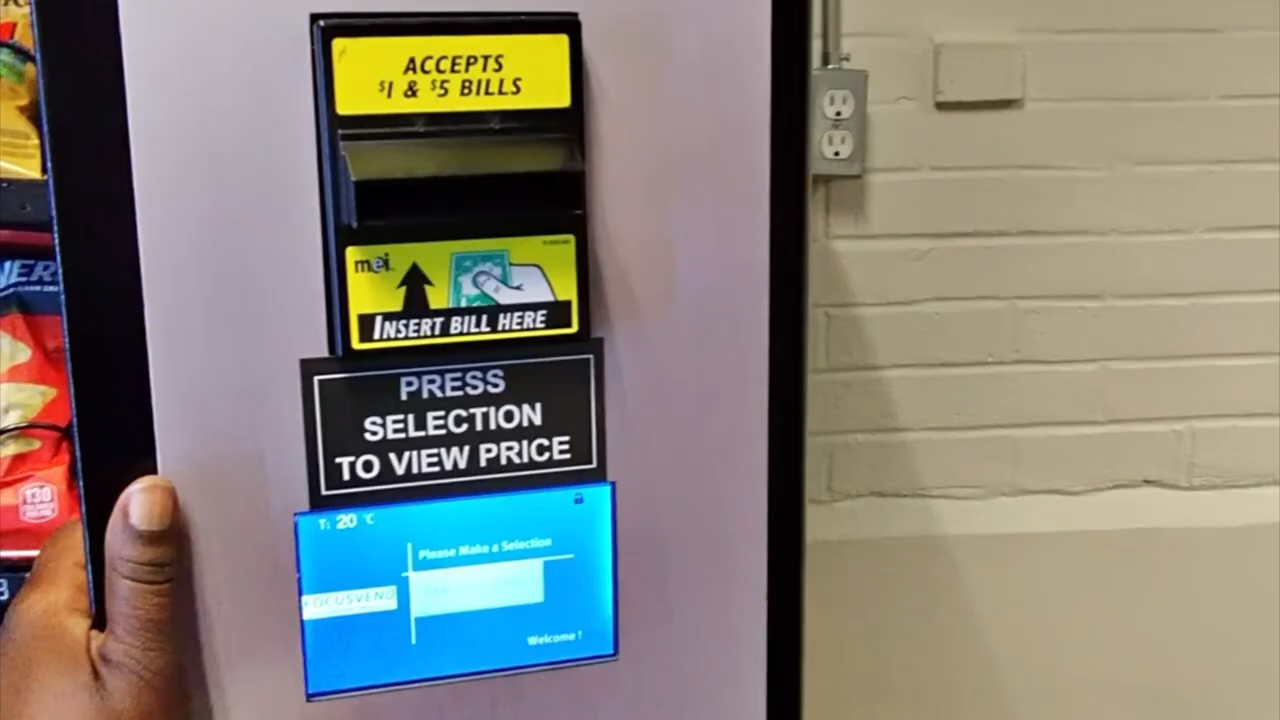 ACCEPTS
$1 & $5 BILLS
mei
INSERT BILL HERE
PRESS
SELECTION
TO VIEW PRICE
T: 20 °C
Please Make a Selection
FOCUSVEND
Welcome !
130